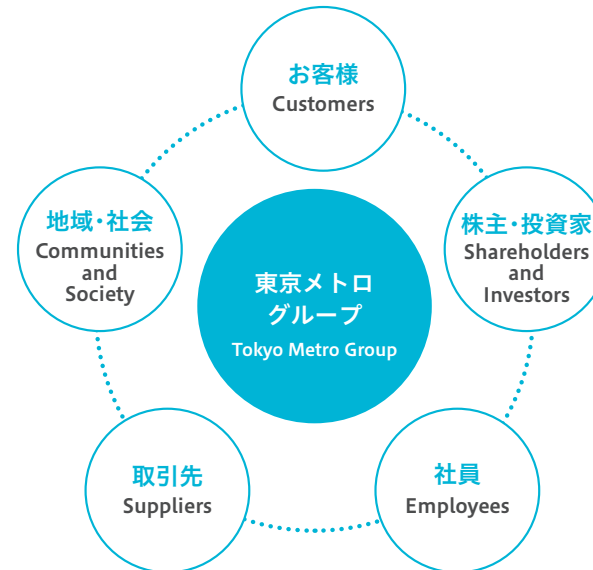 お客様
Customers
地域・社会
Communities
and
Society
株主・投資家
Shareholders
and
Investors
東京メトロ
グループ
Tokyo Metro Group
取引先
Suppliers
社員
Employees